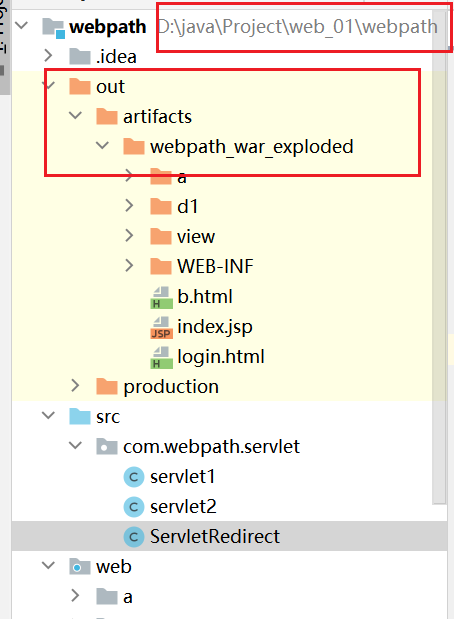 webpath D:\java\Project\web_01\webpath
.idea
out
artifacts
webpath_war_exploded
a
d1
view
WEB-INF
H b.html
JSP index.jsp
H login.html
production
src
com.webpath.servlet
C servlet1
C servlet2
C ServletRedirect
web
a